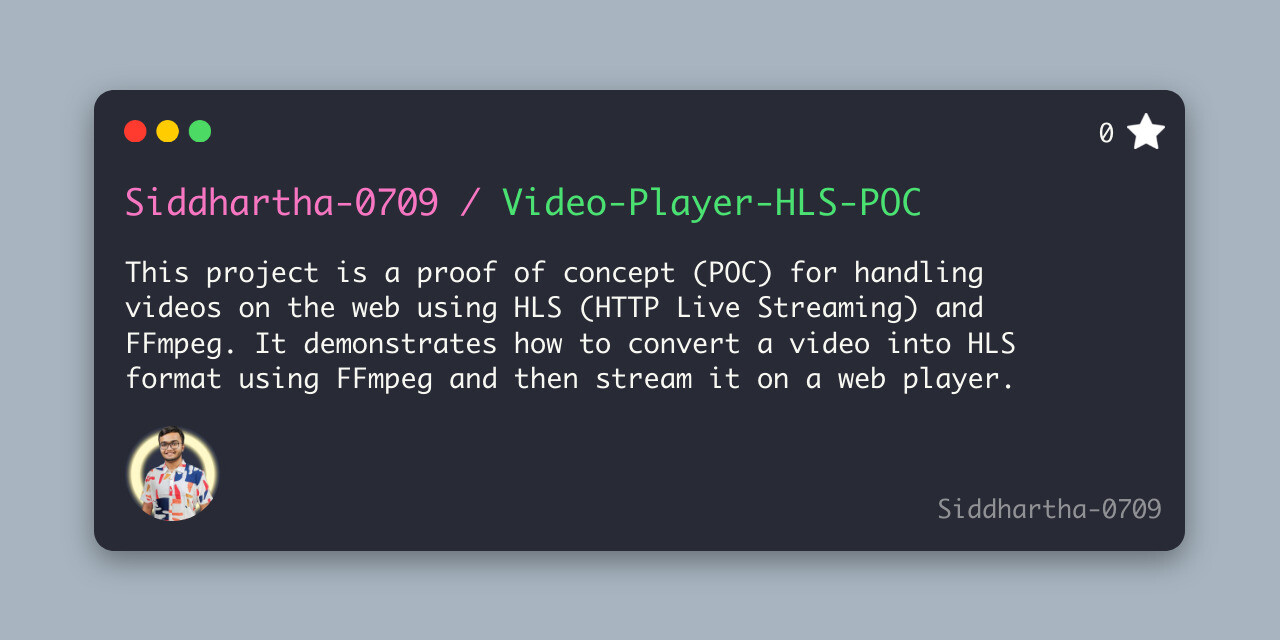 0
Siddhartha-0709 / Video-Player-HLS-POC
This project is a proof of concept (POC) for handling
videos on the web using HLS (HTTP Live Streaming) and
FFmpeg. It demonstrates how to convert a video into HLS
format using FFmpeg and then stream it on a web player.
Siddhartha-0709